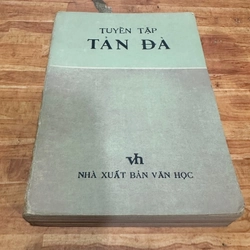 TUYỂN TẬP
TẢN ĐÀ
vh
NHÀ XUẤT BẢN VĂN HỌC